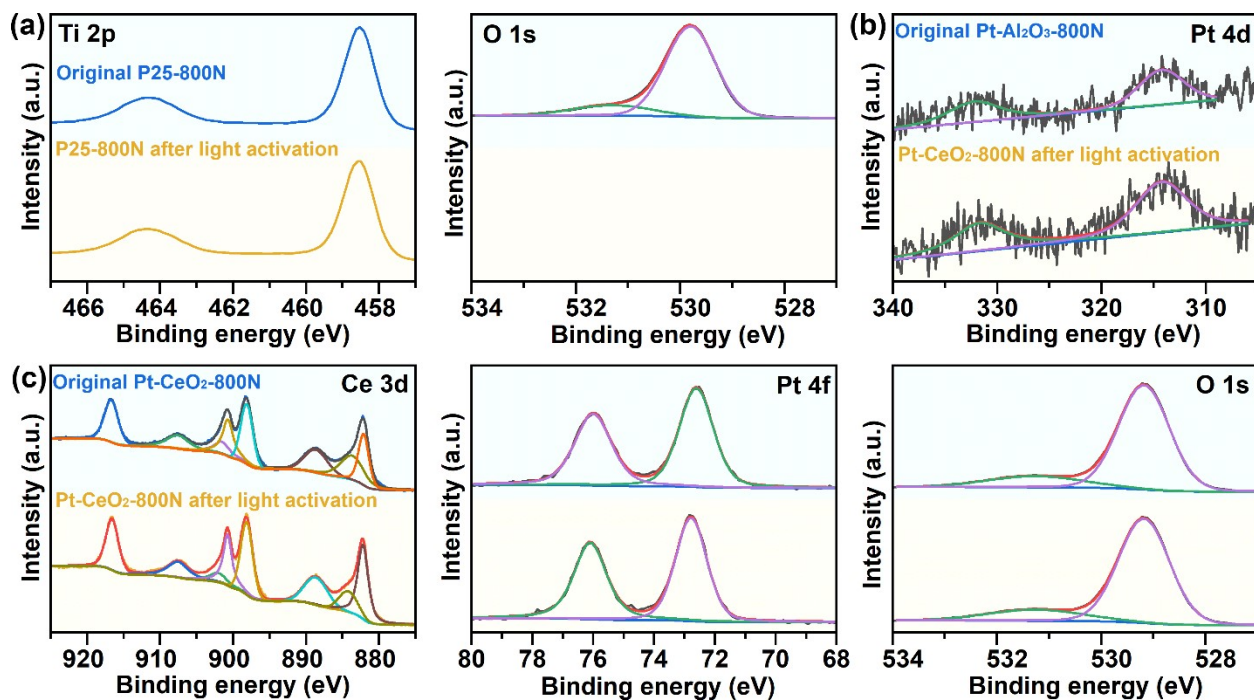 (a) Ti 2p
Original P25-800N
P25-800N after light activation
Intensity (a.u.)
466 464 462 460 458
Binding energy (eV)
O 1s
Intensity (a.u.)
534 532 530 528
Binding energy (eV)
(b) Original Pt-Al₂O₃-800N Pt 4d
Pt-CeO₂-800N after light activation
Intensity (a.u.)
340 330 320 310
Binding energy (eV)
(c) Original Pt-CeO₂-800N Ce 3d
Pt-CeO₂-800N after light activation
Intensity (a.u.)
920 910 900 890 880
Binding energy (eV)
Pt 4f
Intensity (a.u.)
80 78 76 74 72 70 68
Binding energy (eV)
O 1s
Intensity (a.u.)
534 532 530 528
Binding energy (eV)